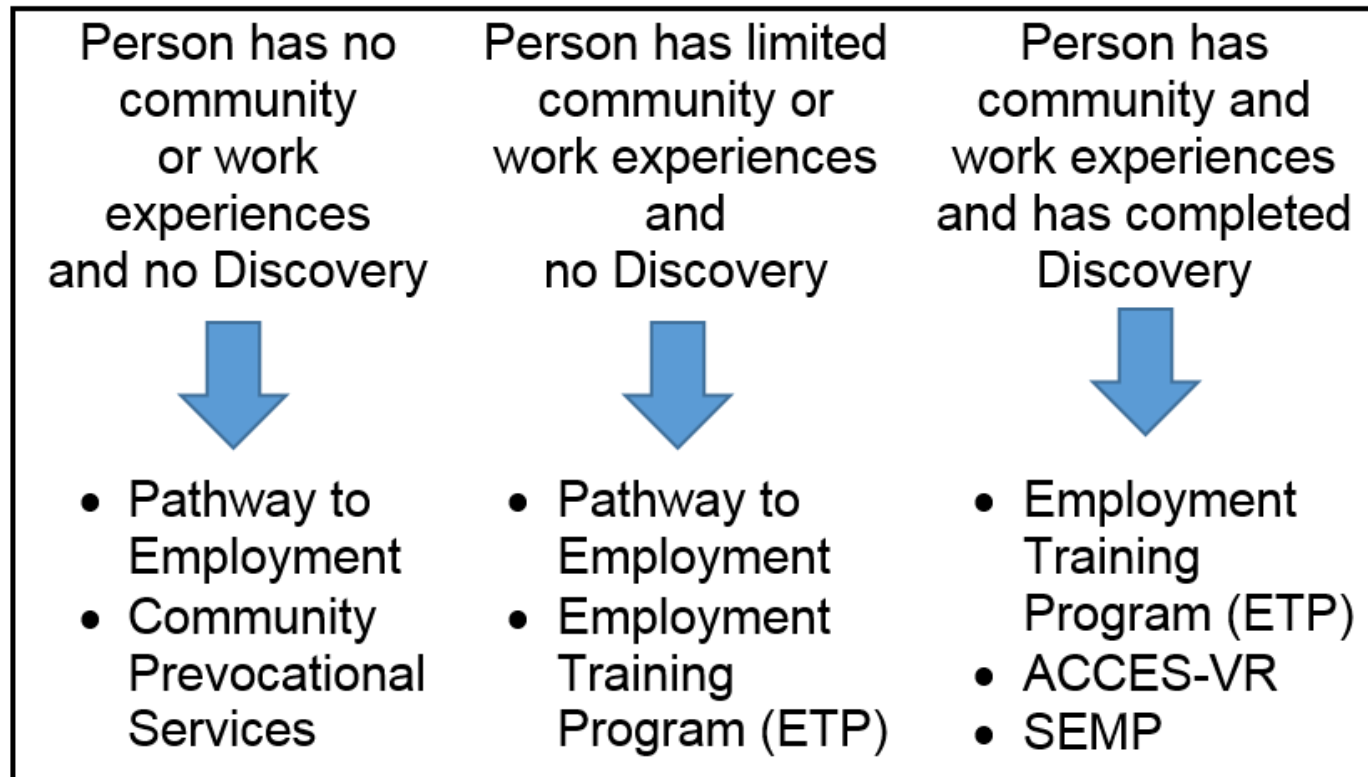 Person has no
community
or work
experiences
and no Discovery
Person has limited
community or
work experiences
and
no Discovery
Person has
community and
work experiences
and has completed
Discovery
• Pathway to
Employment
• Community
Prevocational
Services
• Pathway to
Employment
• Employment
Training
Program (ETP)
• Employment
Training
Program (ETP)
• ACCES-VR
• SEMP